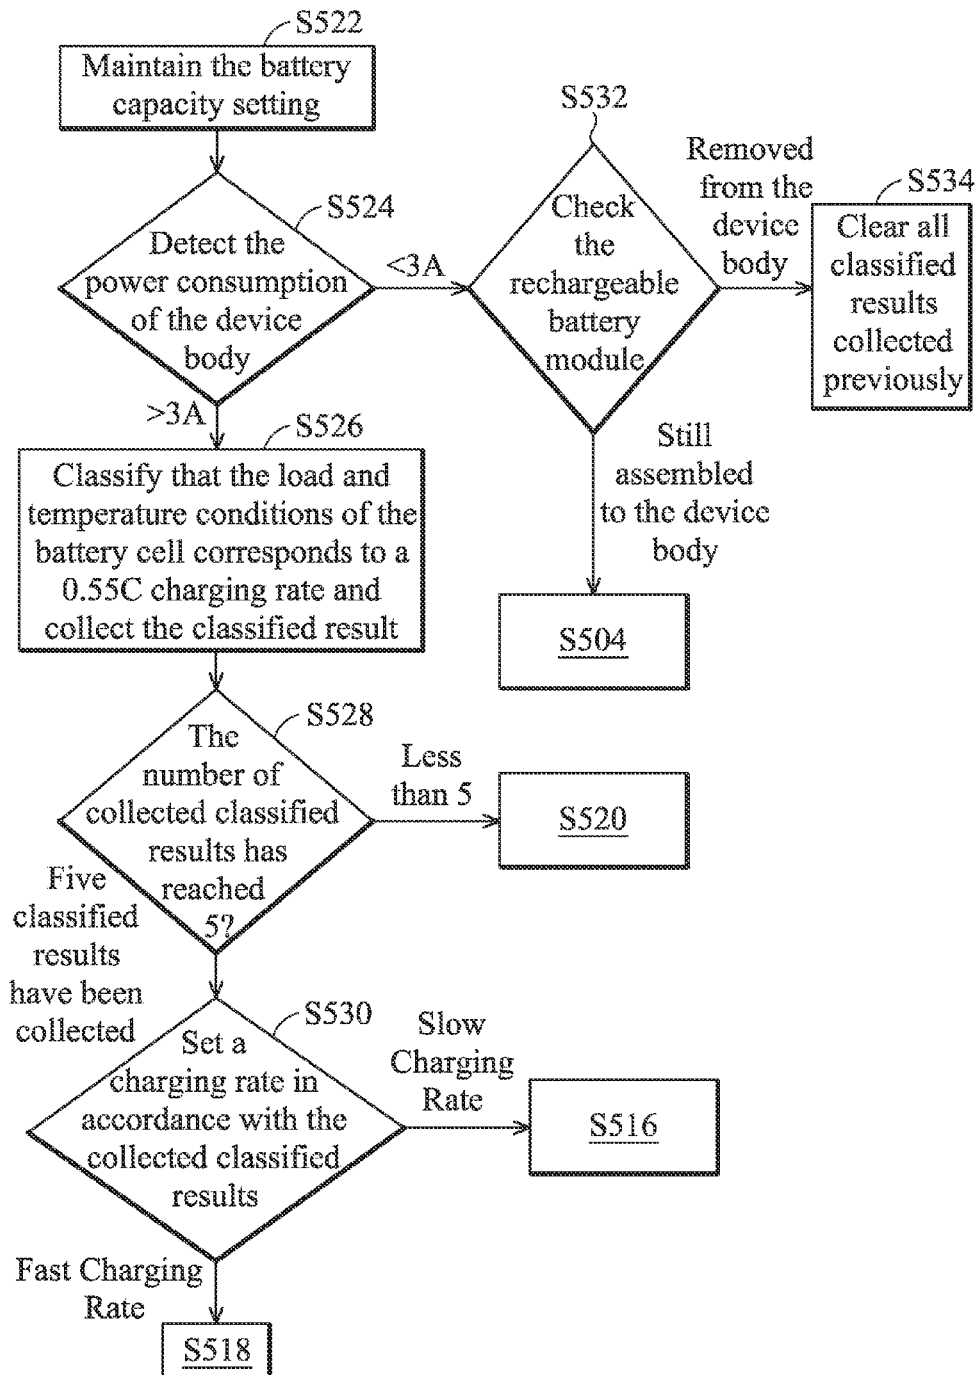 S522
Maintain the battery
capacity setting
S524
Detect the
power consumption
of the device
body
<3A
>3A
S532
Check
the
rechargeable
battery
module
Removed
from the
device
body
S534
Clear all
classified
results
collected
previously
Still
assembled
to the device
body
S504
S526
Classify that the load and
temperature conditions of the
battery cell corresponds to a
0.55C charging rate and
collect the classified result
S528
The
number of
collected classified
results has
reached
5?
Less
than 5
S520
Five
classified
results
have been
collected
S530
Set a
charging rate in
accordance with the
collected classified
results
Slow
Charging
Rate
S516
Fast Charging
Rate
S518